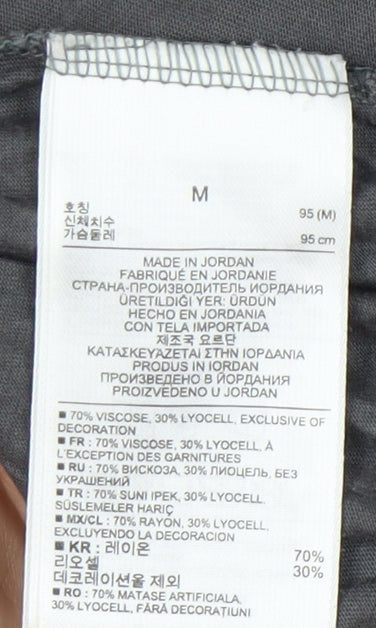 M
호칭 95 (M)
신체치수
가슴둘레 95 cm
MADE IN JORDAN
FABRIQUÉ EN JORDANIE
СТРАНА-ПРОИЗВОДИТЕЛЬ ИОРДАНИЯ
ÜRETILDIĞI YER: ÜRDÜN
HECHO EN JORDANIA
CON TELA IMPORTADA
제조국 요르단
ΚΑΤΑΣΚΕΥΑΖΕΤΑΙ ΣΤΗΝ ΙΟΡΔΑΝΙΑ
PRODUS IN IORDAN
ПРОИЗВЕДЕНО В ЙОРДАНИЯ
PROIZVEDENO U JORDAN
■ 70% VISCOSE, 30% LYOCELL, EXCLUSIVE OF
DECORATION
■ FR : 70% VISCOSE, 30% LYOCELL, À
L'EXCEPTION DES GARNITURES
■ RU : 70% ВИСКОЗА, 30% ЛИОЦЕЛЬ, БЕЗ
УКРАШЕНИЙ
■ TR : 70% SUNI IPEK, 30% LYOCELL,
SÜSLEMELER HARIÇ
■ MX/CL : 70% RAYON, 30% LYOCELL,
EXCLUYENDO LA DECORACION
■ KR : 레이온 70%
리오셀 30%
데코레이션올 제외
■ RO : 70% MATASE ARTIFICIALA,
30% LYOCELL, FĂRĂ DECORAȚIUNI